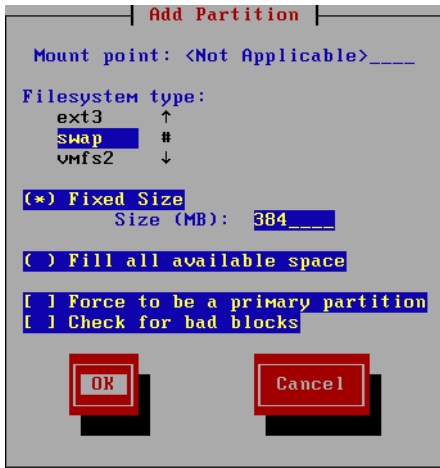 Add Partition
Mount point: <Not Applicable>____
Filesystem type:
ext3 ↑
swap #
vmfs2 ↓
(*) Fixed Size
Size (MB): 384____
( ) Fill all available space
[ ] Force to be a primary partition
[ ] Check for bad blocks
OK Cancel